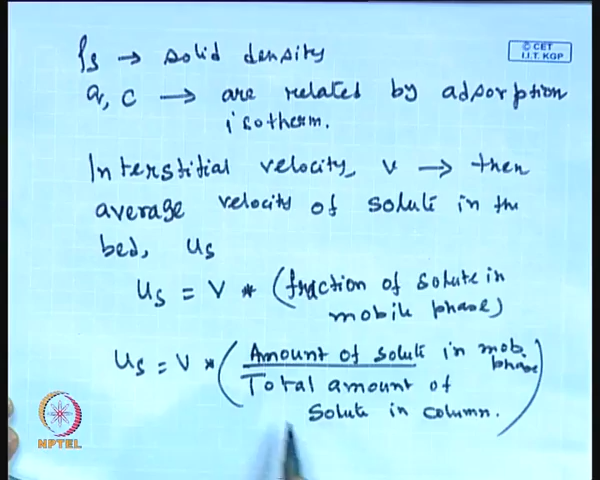 ρs → solid density
© CET
I.I.T. KGP
q, c → are related by adsorption
isotherm.
Interstitial velocity, v → then
average velocity of solute in the
bed, us
us = v * (fraction of solute in
mobile phase)
us = v * (Amount of solute in mob. phase
Total amount of
solute in column.)
NPTEL